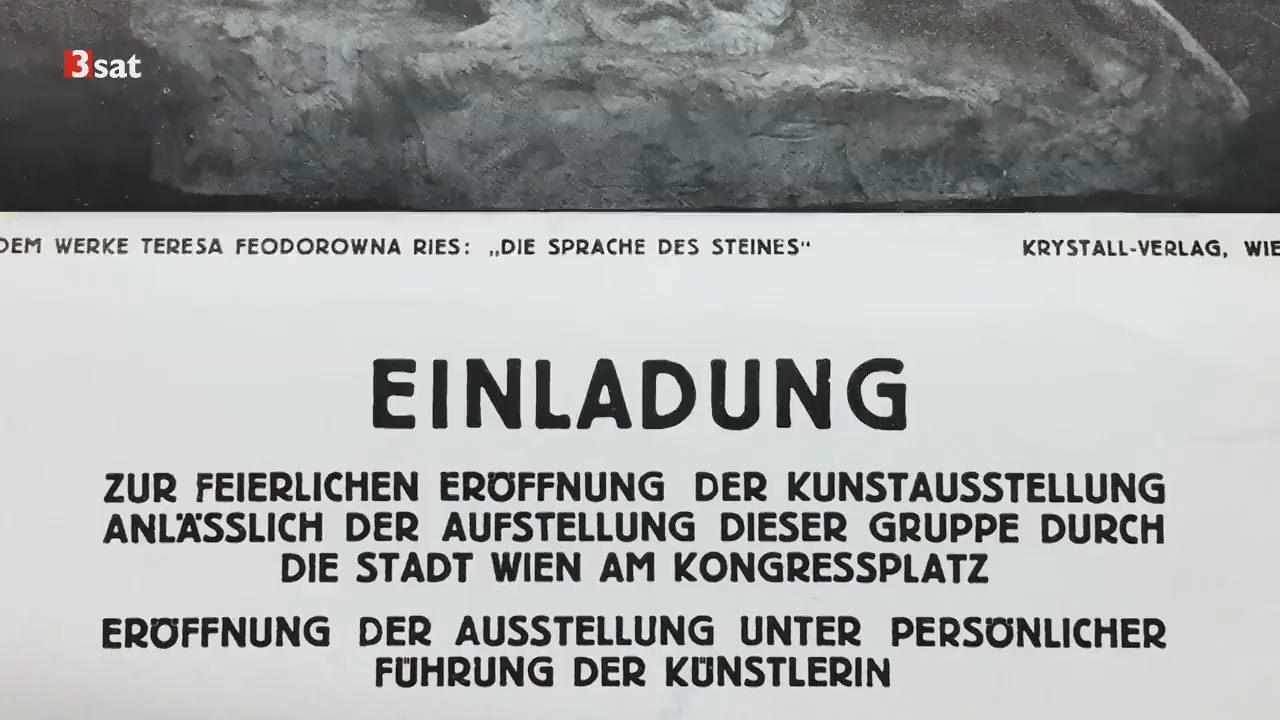 3sat
DEM WERKE TERESA FEODOROWNA RIES: „DIE SPRACHE DES STEINES“
KRYSTALL-VERLAG, WIE
EINLADUNG
ZUR FEIERLICHEN ERÖFFNUNG DER KUNSTAUSSTELLUNG
ANLÄSSLICH DER AUFSTELLUNG DIESER GRUPPE DURCH
DIE STADT WIEN AM KONGRESSPLATZ
ERÖFFNUNG DER AUSSTELLUNG UNTER PERSÖNLICHER
FÜHRUNG DER KÜNSTLERIN